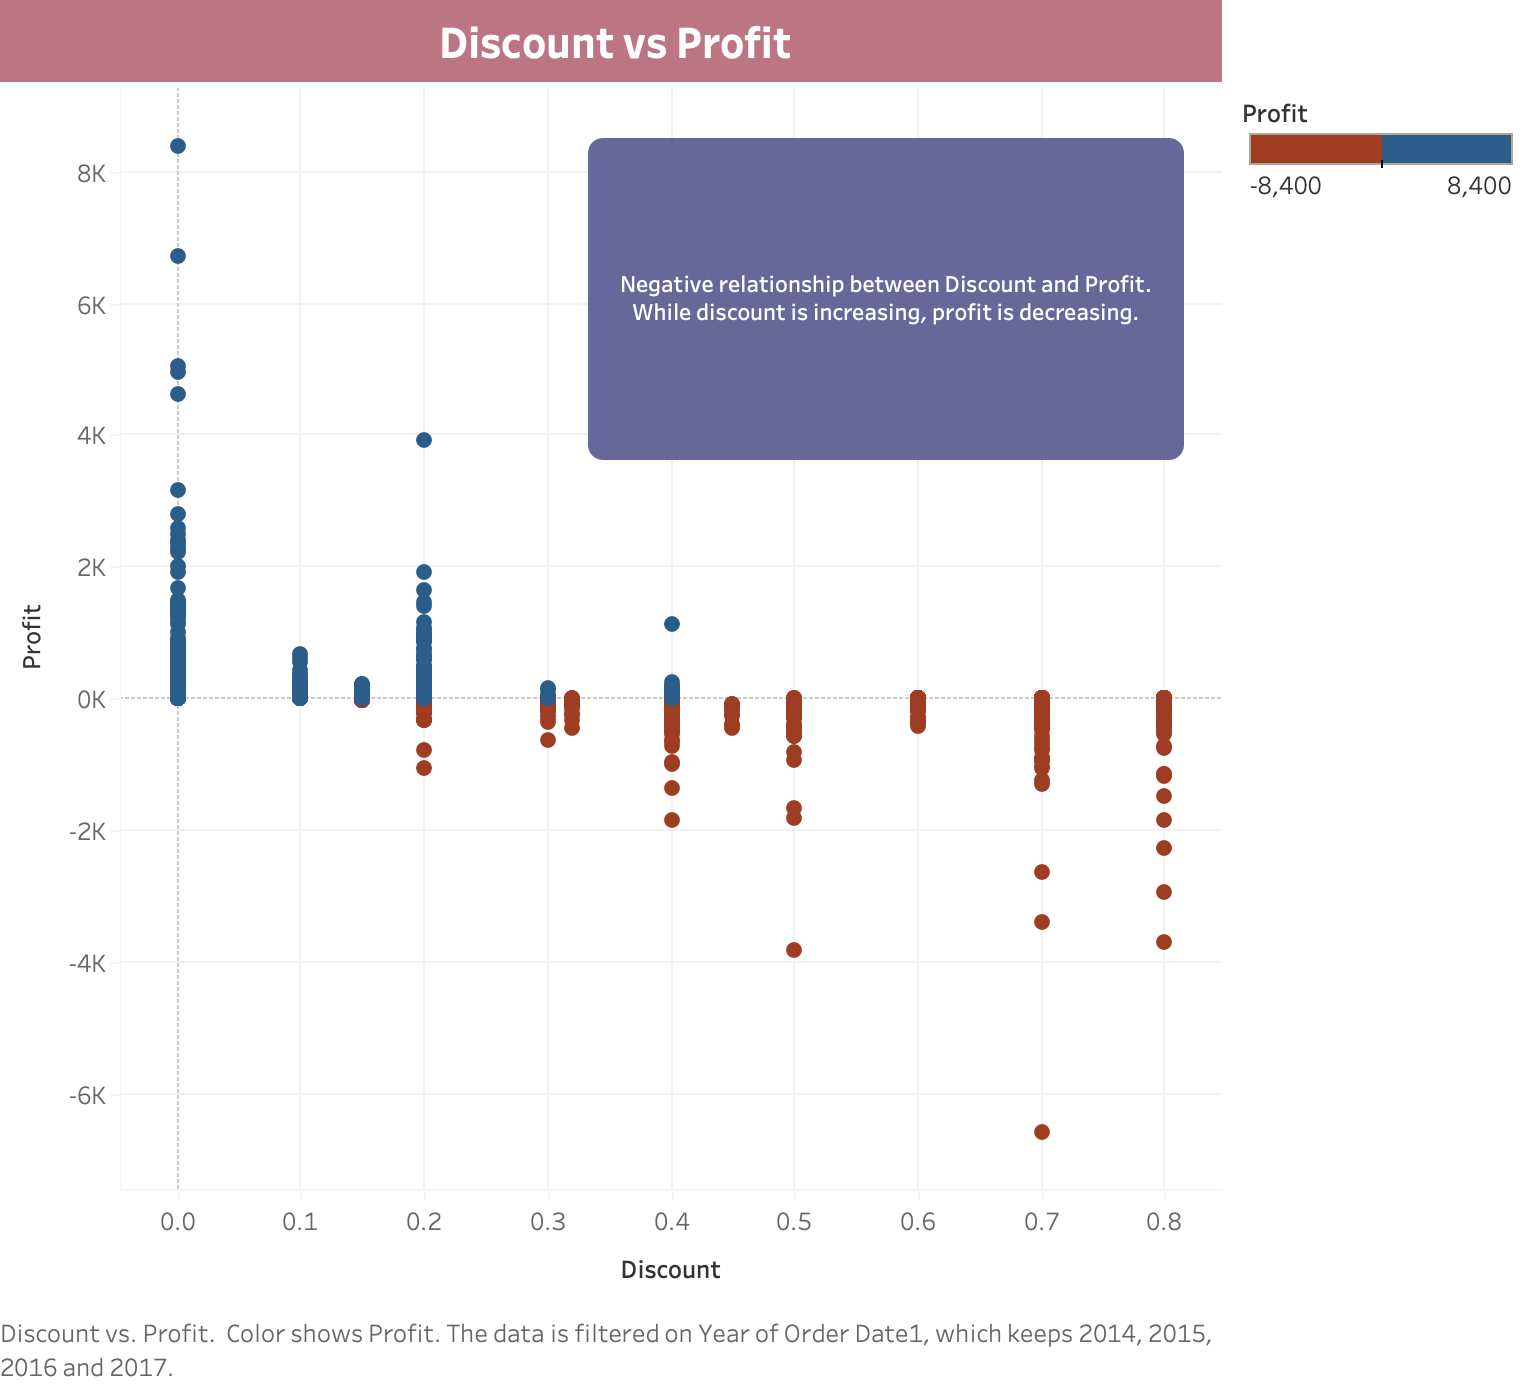 Discount vs Profit
Profit
-8,400 8,400
Negative relationship between Discount and Profit.
While discount is increasing, profit is decreasing.
8K
6K
4K
2K
0K
-2K
-4K
-6K
Profit
0.0 0.1 0.2 0.3 0.4 0.5 0.6 0.7 0.8
Discount
Discount vs. Profit.  Color shows Profit. The data is filtered on Year of Order Date1, which keeps 2014, 2015,
2016 and 2017.